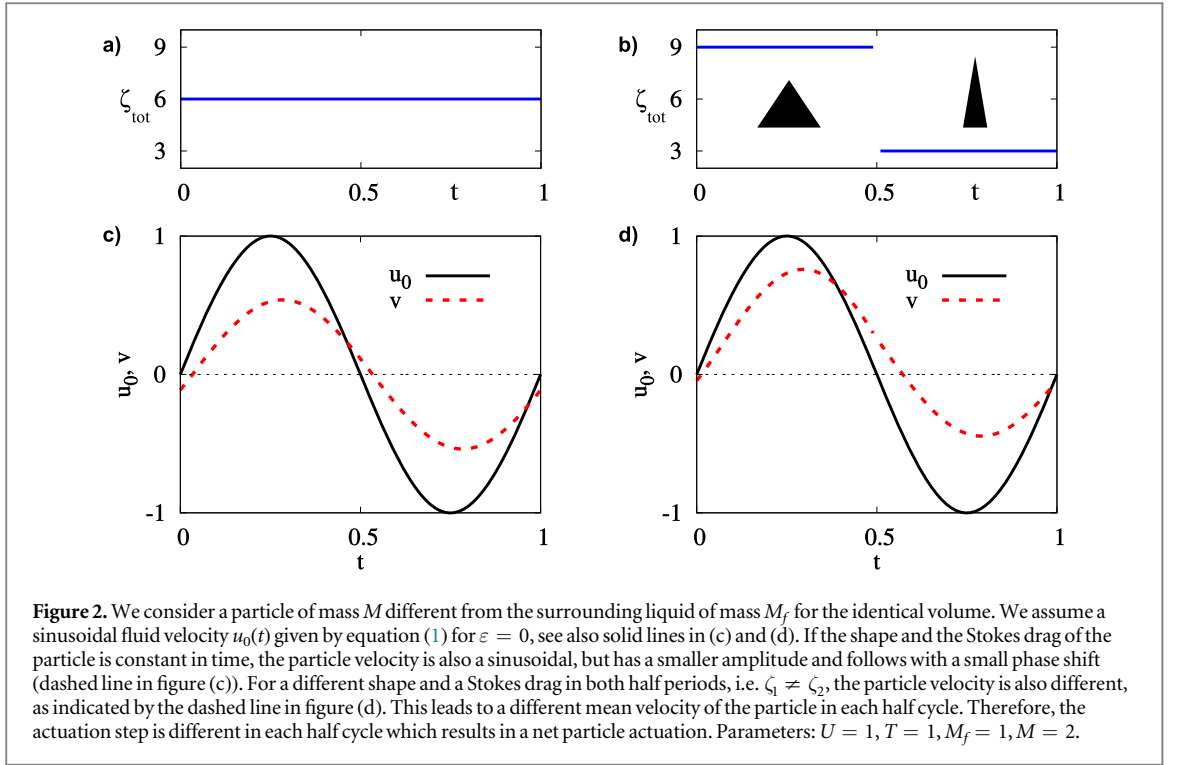 a)
9
ζtot 6
3
0 0.5 t 1
b)
9
ζtot 6
3
0 0.5 t 1
c)
1
u0
v
u0, v 0
-1
0 0.5 1
t
d)
1
u0
v
u0, v 0
-1
0 0.5 1
t
Figure 2. We consider a particle of mass M different from the surrounding liquid of mass Mf for the identical volume. We assume a
sinusoidal fluid velocity u0(t) given by equation (1) for ε = 0, see also solid lines in (c) and (d). If the shape and the Stokes drag of the
particle is constant in time, the particle velocity is also a sinusoidal, but has a smaller amplitude and follows with a small phase shift
(dashed line in figure (c)). For a different shape and a Stokes drag in both half periods, i.e. ζ1 ≠ ζ2, the particle velocity is also different,
as indicated by the dashed line in figure (d). This leads to a different mean velocity of the particle in each half cycle. Therefore, the
actuation step is different in each half cycle which results in a net particle actuation. Parameters: U = 1, T = 1, Mf = 1, M = 2.